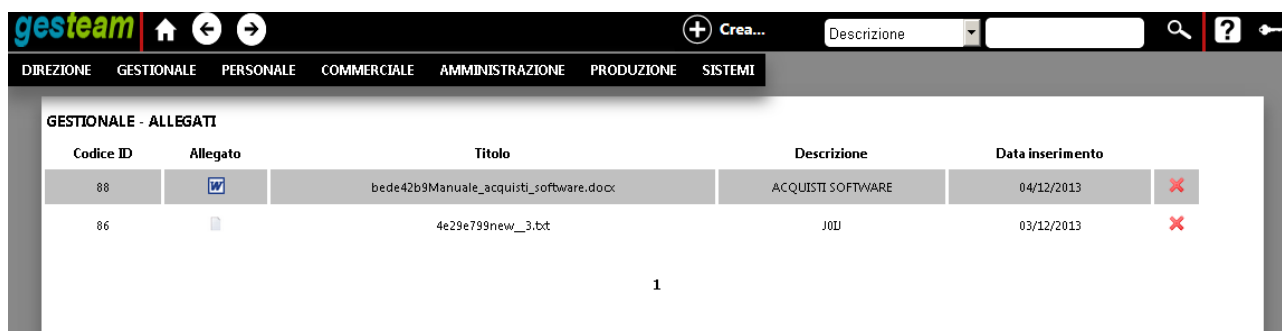 gesteam Crea... Descrizione ?
DIREZIONE GESTIONALE PERSONALE COMMERCIALE AMMINISTRAZIONE PRODUZIONE SISTEMI
GESTIONALE - ALLEGATI
Codice ID Allegato Titolo Descrizione Data inserimento
88 W bede42b9Manuale_acquisti_software.docx ACQUISTI SOFTWARE 04/12/2013
86 4e29e799new__3.txt 03/12/2013
1